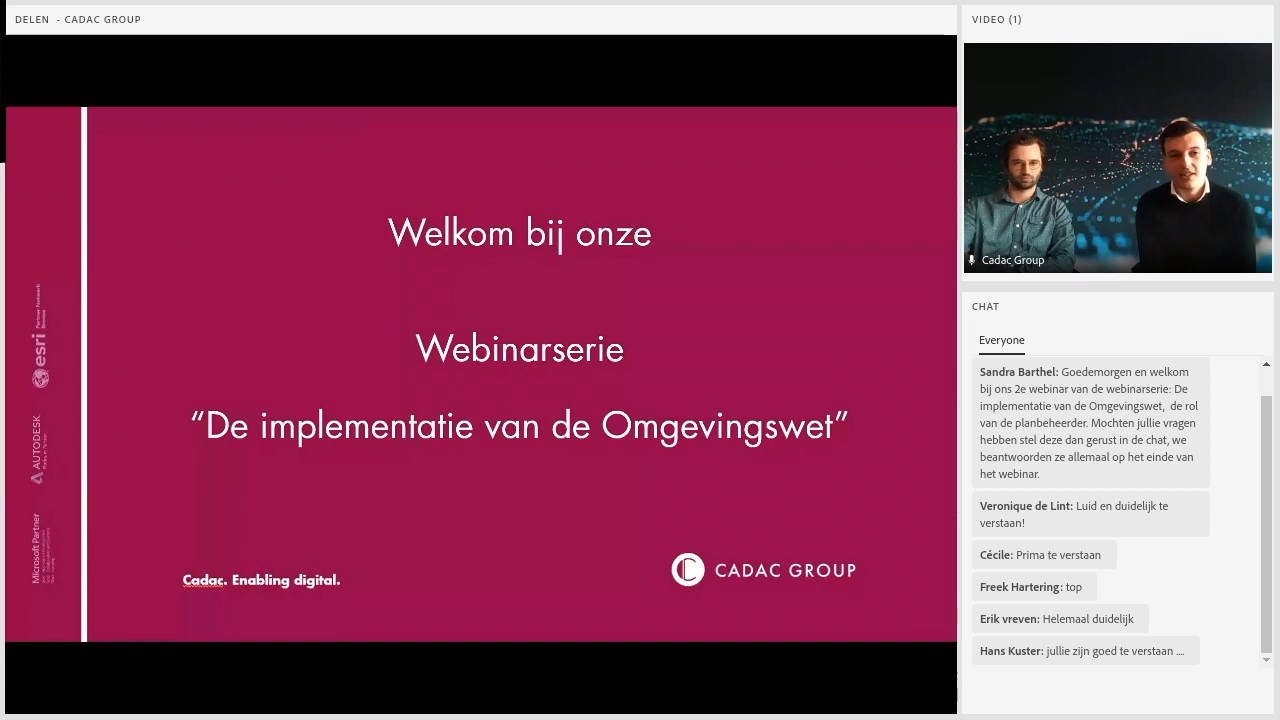 DELEN - CADAC GROUP
Welkom bij onze
Webinarserie
“De implementatie van de Omgevingswet”
esri Partner Network
AUTODESK
Microsoft Partner
Cadac. Enabling digital.
CADAC GROUP
VIDEO (1)
Cadac Group
CHAT
Everyone
Sandra Barthel: Goedemorgen en welkom
bij ons 2e webinar van de webinarserie: De
implementatie van de Omgevingswet, de rol
van de planbeheerder. Mochten jullie vragen
hebben stel deze dan gerust in de chat, we
beantwoorden ze allemaal op het einde van
het webinar.
Veronique de Lint: Luid en duidelijk te
verstaan!
Cécile: Prima te verstaan
Freek Hartering: top
Erik vreven: Helemaal duidelijk
Hans Kuster: jullie zijn goed te verstaan ....